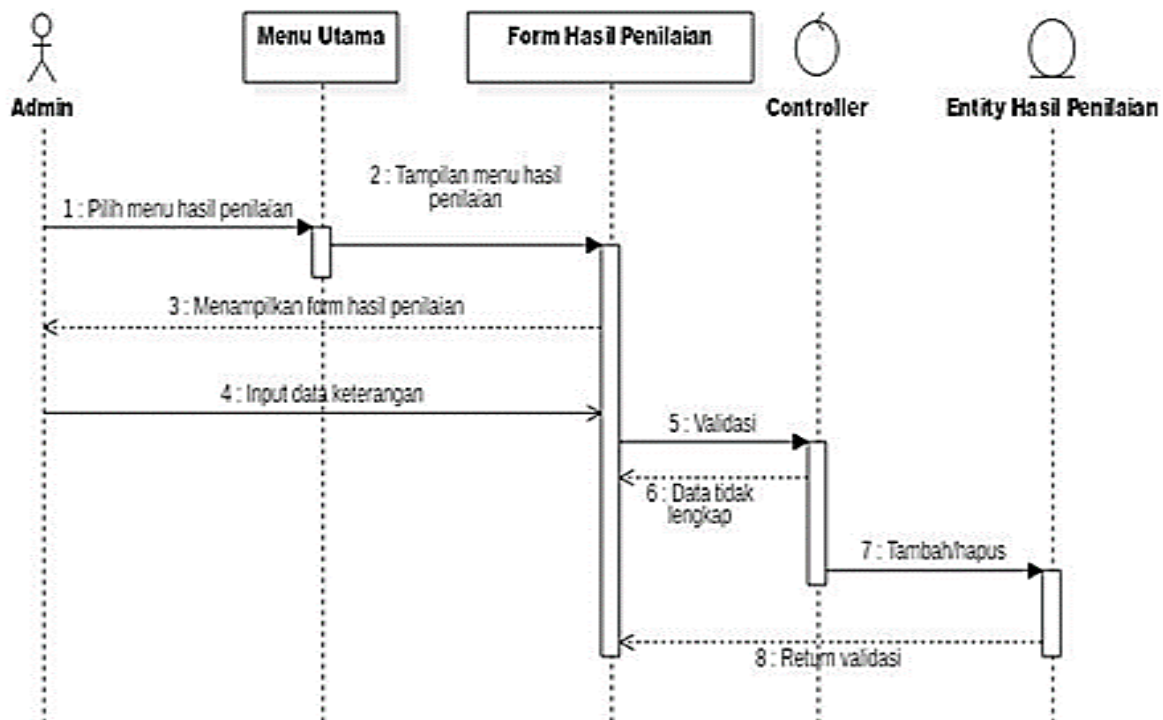 Menu Utama
Form Hasil Penilaian
Admin
Controller
Entity Hasil Penilaian
2 : Tampilan menu hasil
penilaian
1 : Pilih menu hasil penilaian
3 : Menampilkan form hasil penilaian
4 : Input data keterangan
5 : Validasi
6 : Data tidak
lengkap
7 : Tambah/hapus
8 : Return validasi